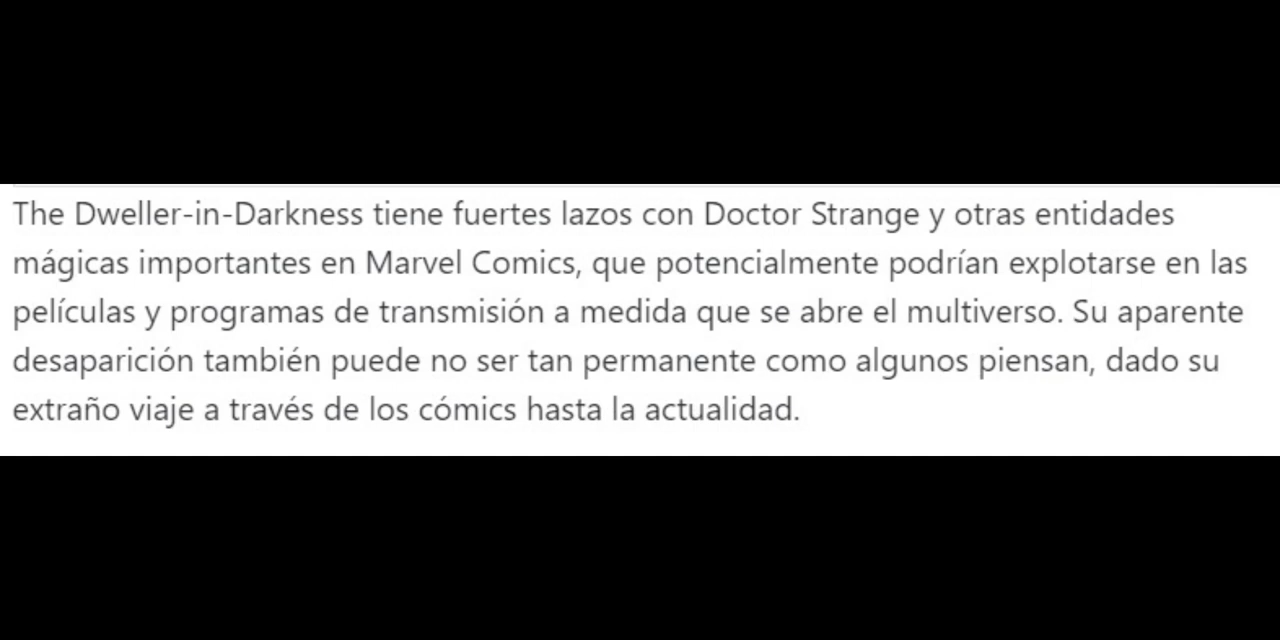 The Dweller-in-Darkness tiene fuertes lazos con Doctor Strange y otras entidades
mágicas importantes en Marvel Comics, que potencialmente podrían explotarse en las
películas y programas de transmisión a medida que se abre el multiverso. Su aparente
desaparición también puede no ser tan permanente como algunos piensan, dado su
extraño viaje a través de los cómics hasta la actualidad.